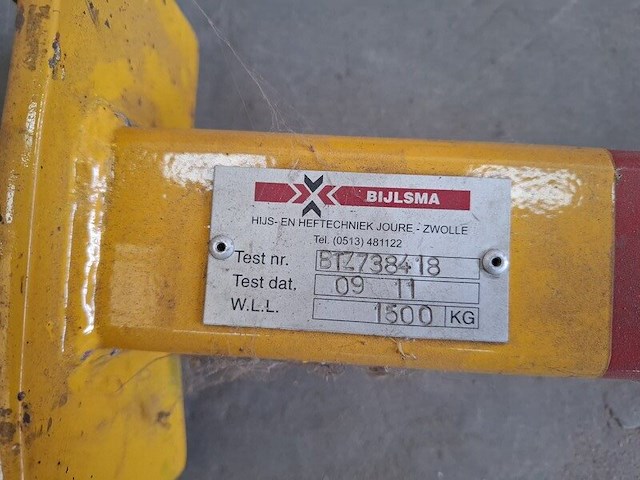 BIJLSMA
HIJS- EN HEFTECHNIEK JOURE - ZWOLLE
Tel. (0513) 481122
Test nr. BTZ738418
Test dat. 09 11
W.L.L. 1500 KG